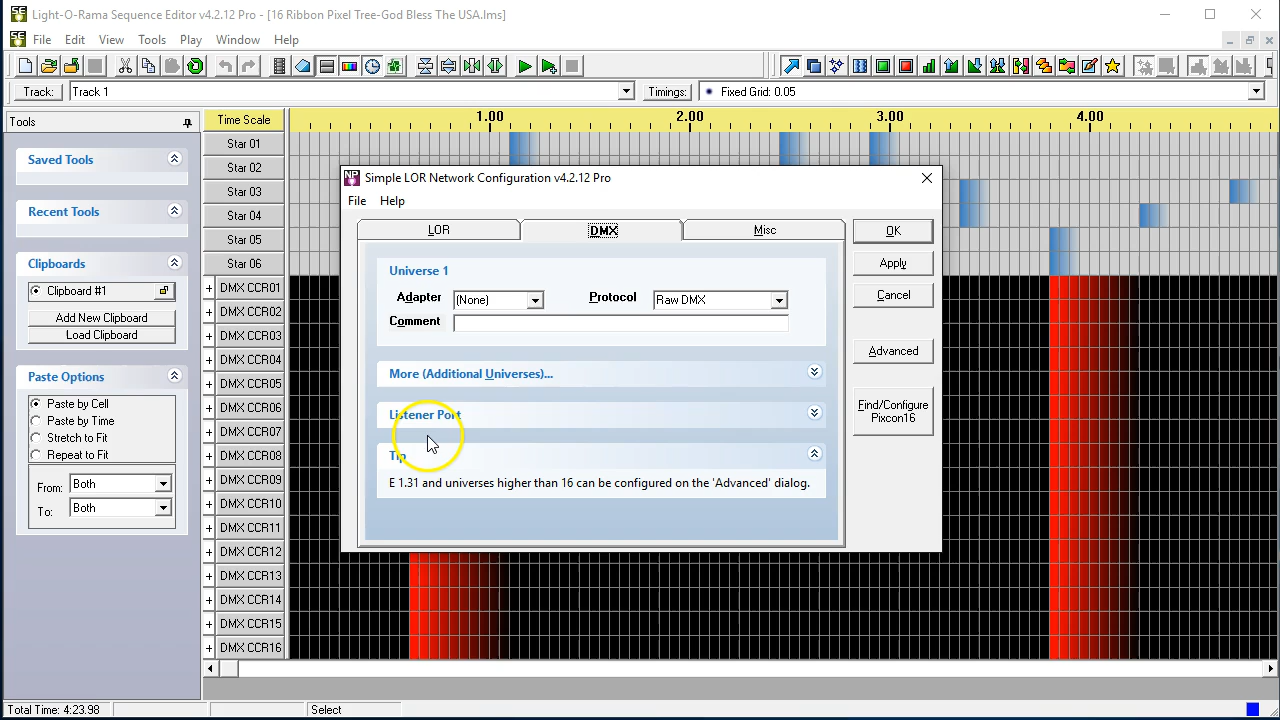 Light-O-Rama Sequence Editor v4.2.12 Pro - [16 Ribbon Pixel Tree-God Bless The USA.lms]
File Edit View Tools Play Window Help
Track: Track 1 Timings: Fixed Grid: 0.05
Tools
Saved Tools
Recent Tools
Clipboards
Clipboard #1
Add New Clipboard
Load Clipboard
Paste Options
Paste by Cell
Paste by Time
Stretch to Fit
Repeat to Fit
From: Both
To: Both
Time Scale 1.00 2.00 3.00 4.00
Star 01
Star 02
Star 03
Star 04
Star 05
Star 06
DMX CCR01
DMX CCR02
DMX CCR03
DMX CCR04
DMX CCR05
DMX CCR06
DMX CCR07
DMX CCR08
DMX CCR09
DMX CCR10
DMX CCR11
DMX CCR12
DMX CCR13
DMX CCR14
DMX CCR15
DMX CCR16
Simple LOR Network Configuration v4.2.12 Pro
File Help
LOR DMX Misc
Universe 1
Adapter (None) Protocol Raw DMX
Comment
More (Additional Universes)...
Listener Port
Tip
E 1.31 and universes higher than 16 can be configured on the 'Advanced' dialog.
OK
Apply
Cancel
Advanced
Find/Configure
Pixcon16
Total Time: 4:23.98 Select